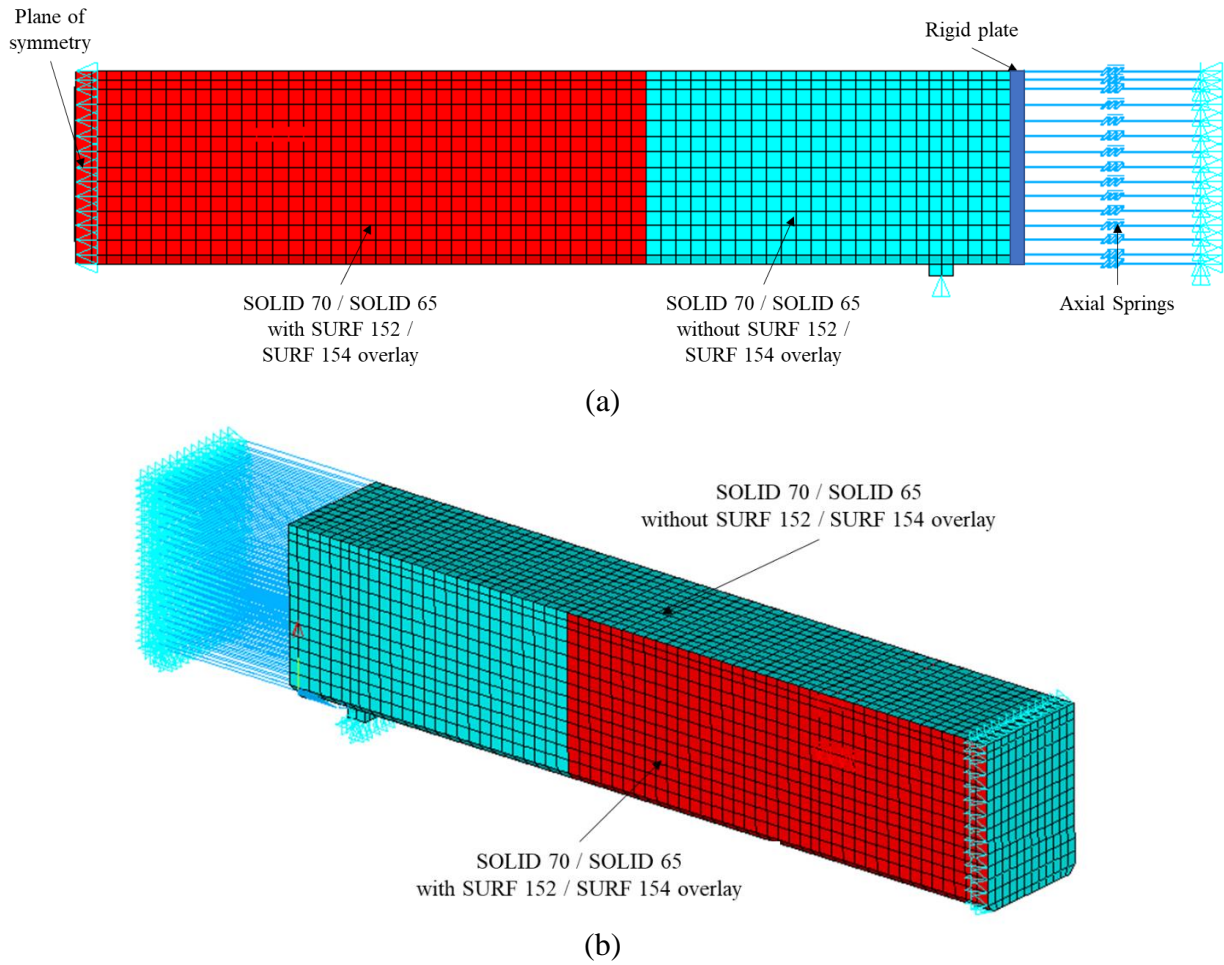 Plane of
symmetry
Rigid plate
SOLID 70 / SOLID 65
with SURF 152 /
SURF 154 overlay
SOLID 70 / SOLID 65
without SURF 152 /
SURF 154 overlay
Axial Springs
(a)
SOLID 70 / SOLID 65
without SURF 152 / SURF 154 overlay
SOLID 70 / SOLID 65
with SURF 152 / SURF 154 overlay
(b)